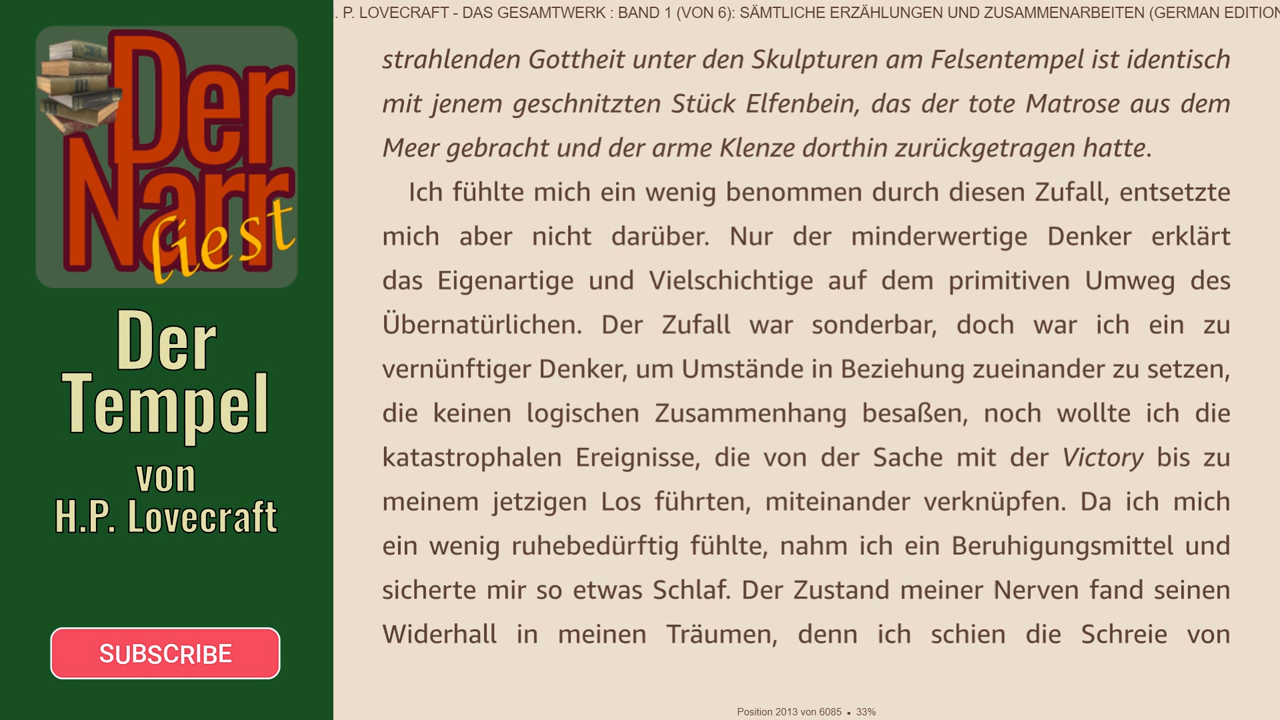 . P. LOVECRAFT - DAS GESAMTWERK : BAND 1 (VON 6): SÄMTLICHE ERZÄHLUNGEN UND ZUSAMMENARBEITEN (GERMAN EDITION
Der
Narr
liest
Der
Tempel
von
H.P. Lovecraft
SUBSCRIBE
strahlenden Gottheit unter den Skulpturen am Felsentempel ist identisch
mit jenem geschnitzten Stück Elfenbein, das der tote Matrose aus dem
Meer gebracht und der arme Klenze dorthin zurückgetragen hatte.
Ich fühlte mich ein wenig benommen durch diesen Zufall, entsetzte
mich aber nicht darüber. Nur der minderwertige Denker erklärt
das Eigenartige und Vielschichtige auf dem primitiven Umweg des
Übernatürlichen. Der Zufall war sonderbar, doch war ich ein zu
vernünftiger Denker, um Umstände in Beziehung zueinander zu setzen,
die keinen logischen Zusammenhang besaßen, noch wollte ich die
katastrophalen Ereignisse, die von der Sache mit der Victory bis zu
meinem jetzigen Los führten, miteinander verknüpfen. Da ich mich
ein wenig ruhebedürftig fühlte, nahm ich ein Beruhigungsmittel und
sicherte mir so etwas Schlaf. Der Zustand meiner Nerven fand seinen
Widerhall in meinen Träumen, denn ich schien die Schreie von
Position 2013 von 6085 • 33%